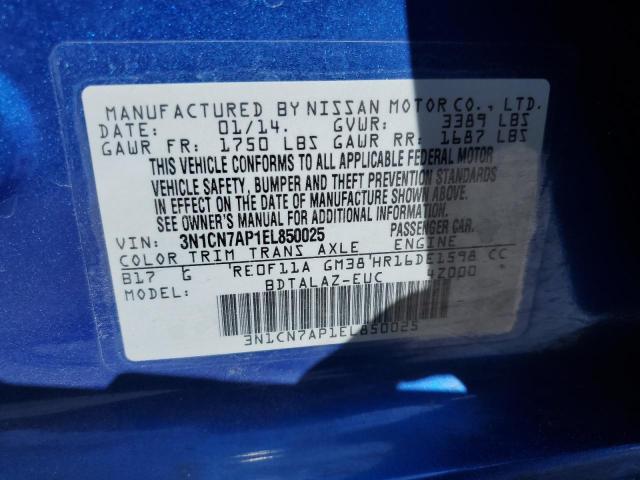 MANUFACTURED BY NISSAN MOTOR CO., LTD.
DATE: 01/14. GVWR: 3389 LBS
GAWR FR: 1750 LBS GAWR RR: 1687 LBS
THIS VEHICLE CONFORMS TO ALL APPLICABLE FEDERAL MOTOR
VEHICLE SAFETY, BUMPER AND THEFT PREVENTION STANDARDS
IN EFFECT ON THE DATE OF MANUFACTURE SHOWN ABOVE.
SEE OWNER'S MANUAL FOR ADDITIONAL INFORMATION.
VIN: 3N1CN7AP1EL850025 PASSENGER CAR.
COLOR TRIM TRANS AXLE ENGINE
B17 G RE0F11A GM38 HR16DE1598 CC
MODEL: BDTALAZ-EUC 4Z000
3N1CN7AP1EL850025